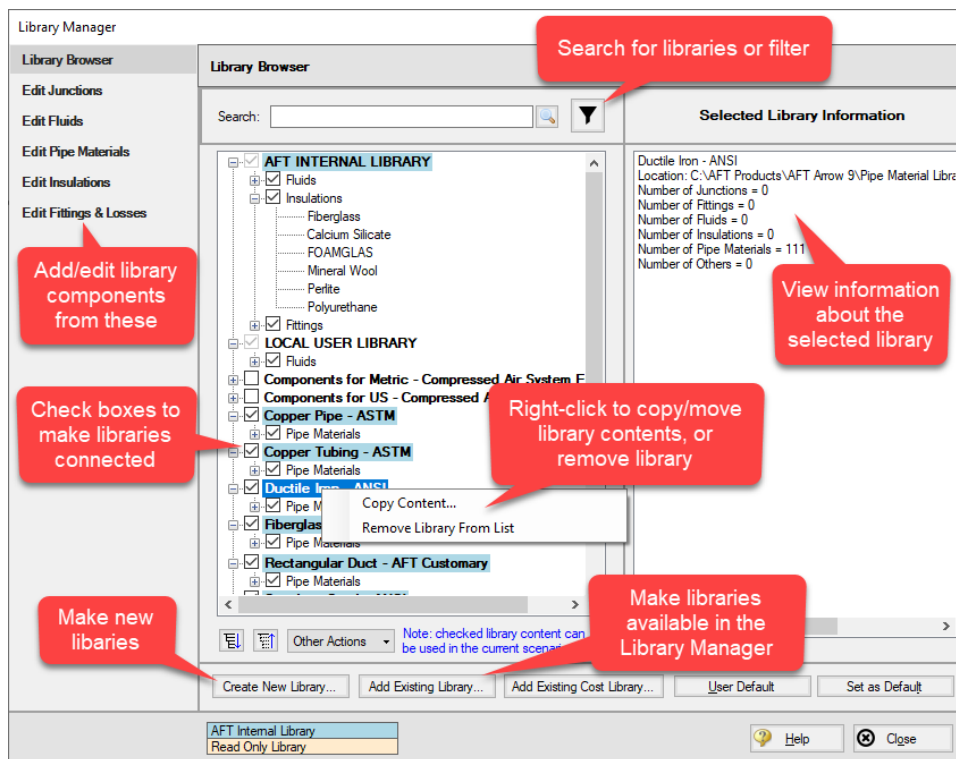 Library Manager
Library Browser
Edit Junctions
Edit Fluids
Edit Pipe Materials
Edit Insulations
Edit Fittings & Losses
Add/edit library
components
from these
Check boxes to
make libraries
connected
Make new
libaries
Library Browser
Search for libraries or filter
Search:
AFT INTERNAL LIBRARY
Fluids
Insulations
Fiberglass
Calcium Silicate
FOAMGLAS
Mineral Wool
Perlite
Polyurethane
Fittings
LOCAL USER LIBRARY
Fluids
Components for Metric - Compressed Air System E
Components for US - Compressed A
Copper Pipe - ASTM
Pipe Materials
Copper Tubing - ASTM
Pipe Materials
Ductile Iron - ANSI
Pipe M
Fiberglas
Pipe Materials
Rectangular Duct - AFT Customary
Pipe Materials
Right-click to copy/move
library contents, or
remove library
Copy Content...
Remove Library From List
Selected Library Information
Ductile Iron - ANSI
Location: C:\AFT Products\AFT Arrow 9\Pipe Material Libra
Number of Junctions = 0
Number of Fittings = 0
Number of Fluids = 0
Number of Insulations = 0
Number of Pipe Materials = 111
Number of Others = 0
View information
about the
selected library
Make libraries
available in the
Library Manager
Other Actions
Note: checked library content can
be used in the current scenari
Create New Library...
Add Existing Library...
Add Existing Cost Library...
User Default
Set as Default
AFT Internal Library
Read Only Library
Help
Close